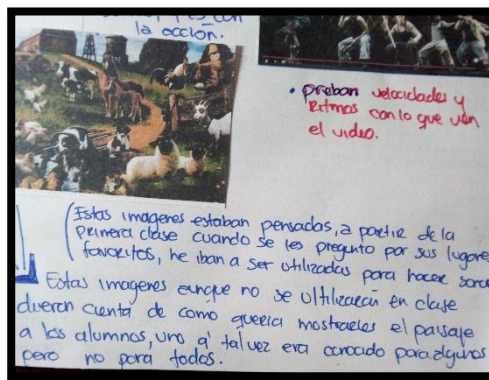 la acción.
• prueban velocidades y
Ritmos con lo que ven
el video.
Estas imagenes estaban pensadas, a partir de la
primera clase cuando se les pregunto por sus lugares
favoritos, he iban a ser utilizadas para hacer
Estas imagenes aunque no se ultilizarón en clase
dieron cuenta de como queria mostrarles el paisaje
a los alumnos, uno q' tal vez era conocido para algunos
pero no para todos.